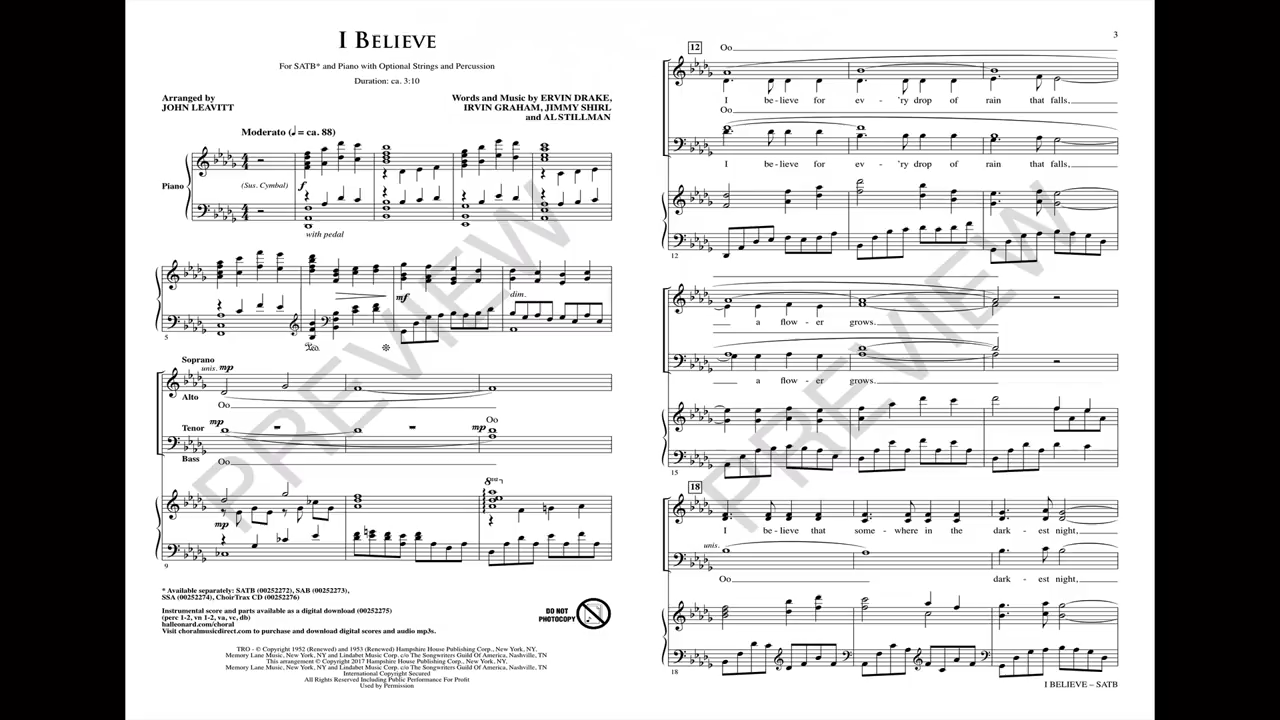 I BELIEVE
For SATB* and Piano with Optional Strings and Percussion
Duration: ca. 3:10
Arranged by
JOHN LEAVITT
Words and Music by ERVIN DRAKE,
IRVIN GRAHAM, JIMMY SHIRL
and AL STILLMAN
Moderato (♩ = ca. 88)
Piano
(Sus. Cymbal)
f
with pedal
mf
dim.
5
Ped.
Soprano
unis. mp
Alto
Oo
Tenor
mp
mp
Oo
Bass
Oo
8va
mp
9
* Available separately: SATB (00252272), SAB (00252273),
SSA (00252274), ChoirTrax CD (00252276)
Instrumental score and parts available as a digital download (00252275)
(perc 1-2, vn 1-2, va, vc, db)
halleonard.com/choral
Visit choralmusicdirect.com to purchase and download digital scores and audio mp3s.
DO NOT
PHOTOCOPY
TRO - © Copyright 1952 (Renewed) and 1953 (Renewed) Hampshire House Publishing Corp., New York, NY
Memory Lane Music, New York, NY and Lindabet Music Corp. c/o The Songwriters Guild Of America, Nashville, TN
This arrangement © Copyright 2017 Hampshire House Publishing Corp., New York, NY
Memory Lane Music, New York, NY and Lindabet Music Corp. c/o The Songwriters Guild Of America, Nashville, TN
International Copyright Secured
All Rights Reserved Including Public Performance For Profit
Used by Permission
PREVIEW
3
12
Oo
I be - lieve for ev - 'ry drop of rain that falls,
Oo
I be - lieve for ev - 'ry drop of rain that falls,
12
a flow - er grows.
a flow - er grows.
15
18
I be - lieve that some - where in the dark - est night,
unis.
Oo dark - est night,
18
I BELIEVE – SATB
PREVIEW